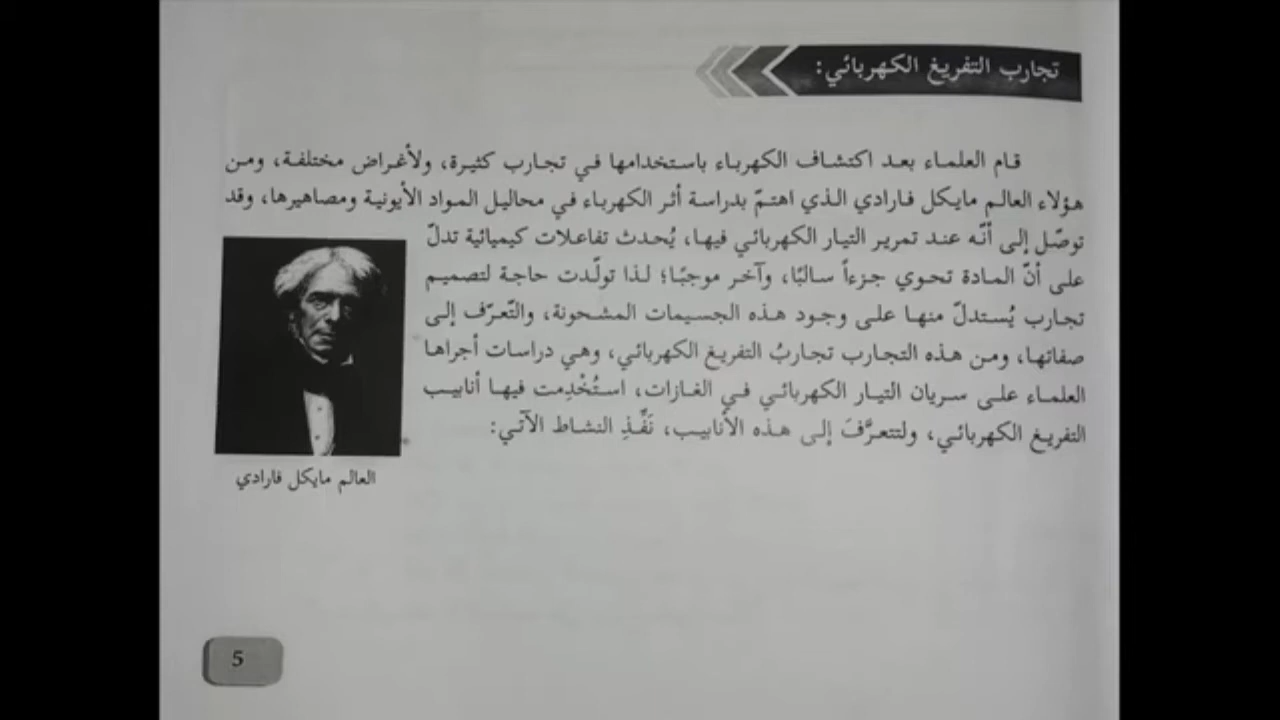 تجارب التفريغ الكهربائي:
قام العلماء بعد اكتشاف الكهرباء باستخدامها في تجارب كثيرة، ولأغراض مختلفة، ومن
هؤلاء العالم مايكل فارادي الذي اهتمّ بدراسة أثر الكهرباء في محاليل المواد الأيونية ومصاهيرها، وقد
توصّل إلى أنّه عند تمرير التيار الكهربائي فيها، يُحدث تفاعلات كيميائية تدلّ
على أنّ المادة تحوي جزءاً سالبًا، وآخر موجبًا؛ لذا تولّدت حاجة لتصميم
تجارب يُستدلّ منها على وجود هذه الجسيمات المشحونة، والتّعرّف إلى
صفاتها، ومن هذه التجارب تجاربُ التفريغ الكهربائي، وهي دراسات أجراها
العلماء على سريان التيار الكهربائي في الغازات، استُخْدِمت فيها أنابيب
التفريغ الكهربائي، ولتتعرَّفَ إلى هذه الأنابيب، نَفِّذِ النشاط الآتي:
العالم مايكل فارادي
5